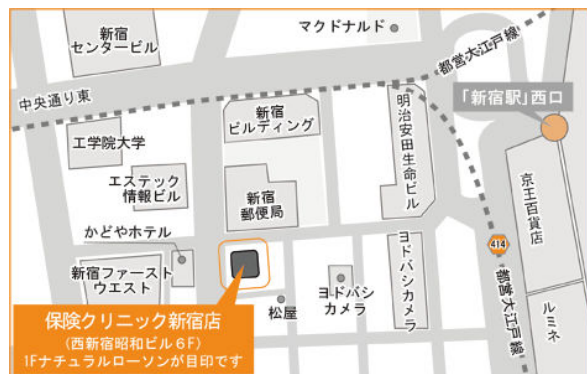 新宿
センタービル
マクドナルド
都営大江戸線
中央通り東
「新宿駅」西口
新宿
ビルディング
明治安田生命ビル
工学院大学
エステック
情報ビル
新宿
郵便局
京王百貨店
かどやホテル
414
新宿ファースト
ウエスト
ヨドバシ
カメラ
ヨドバシカメラ
松屋
都営大江戸線
ルミネ
保険クリニック新宿店
(西新宿昭和ビル6F)
1Fナチュラルローソンが目印です